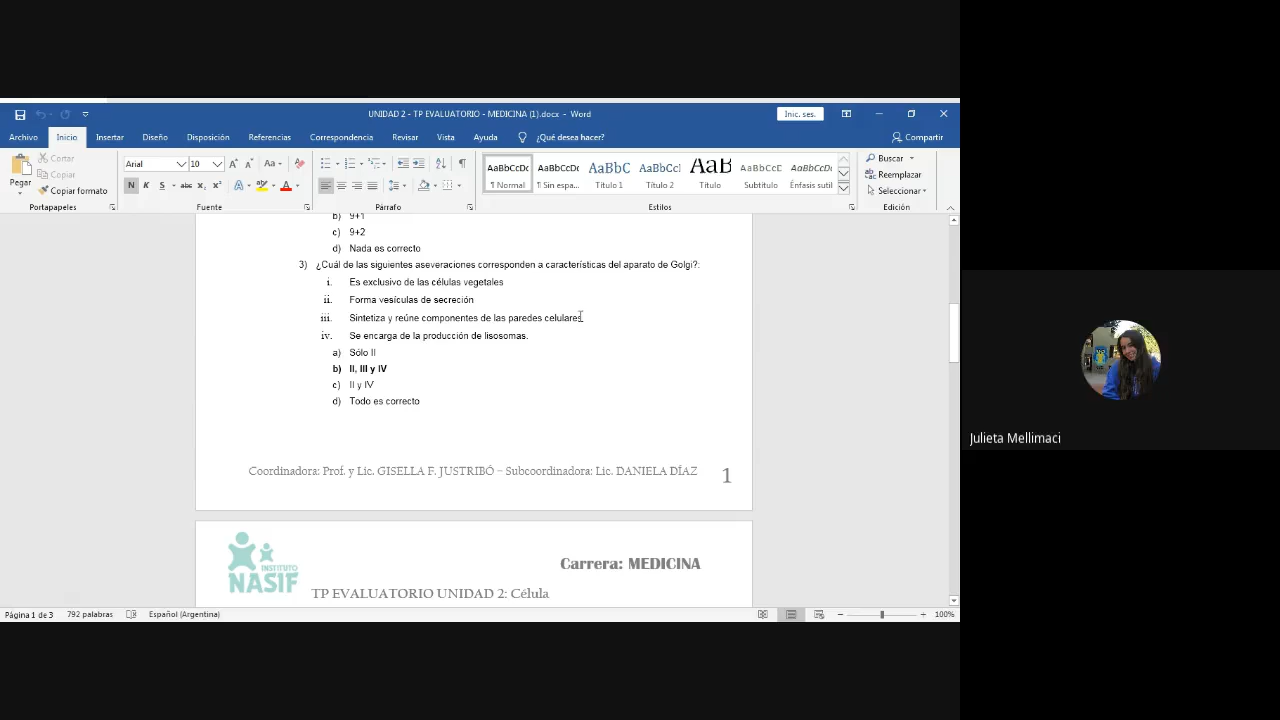 UNIDAD 2 - TP EVALUATORIO - MEDICINA (1).docx - Word
Inic. ses.
Archivo Inicio Insertar Diseño Disposición Referencias Correspondencia Revisar Vista Ayuda ¿Qué desea hacer? Compartir
Pegar
Cortar
Copiar
Copiar formato
Portapapeles
Arial 10
Fuente
Párrafo
AaBbCcDc AaBbCcDc AaBbC AaBbCcI AaB AaBbCcD AaBbCcDc
¶ Normal ¶ Sin espa... Título 1 Título 2 Título Subtítulo Énfasis sutil
Estilos
Buscar
Reemplazar
Seleccionar
Edición
b) 9+1
c) 9+2
d) Nada es correcto
3) ¿Cuál de las siguientes aseveraciones corresponden a características del aparato de Golgi?:
i. Es exclusivo de las células vegetales
ii. Forma vesículas de secreción
iii. Sintetiza y reúne componentes de las paredes celulares
iv. Se encarga de la producción de lisosomas.
a) Sólo II
b) II, III y IV
c) II y IV
d) Todo es correcto
Coordinadora: Prof. y Lic. GISELLA F. JUSTRIBÓ – Subcoordinadora: Lic. DANIELA DÍAZ 1
INSTITUTO
NASIF
Carrera: MEDICINA
TP EVALUATORIO UNIDAD 2: Célula
Página 1 de 3 792 palabras Español (Argentina) 100%
Julieta Mellimaci